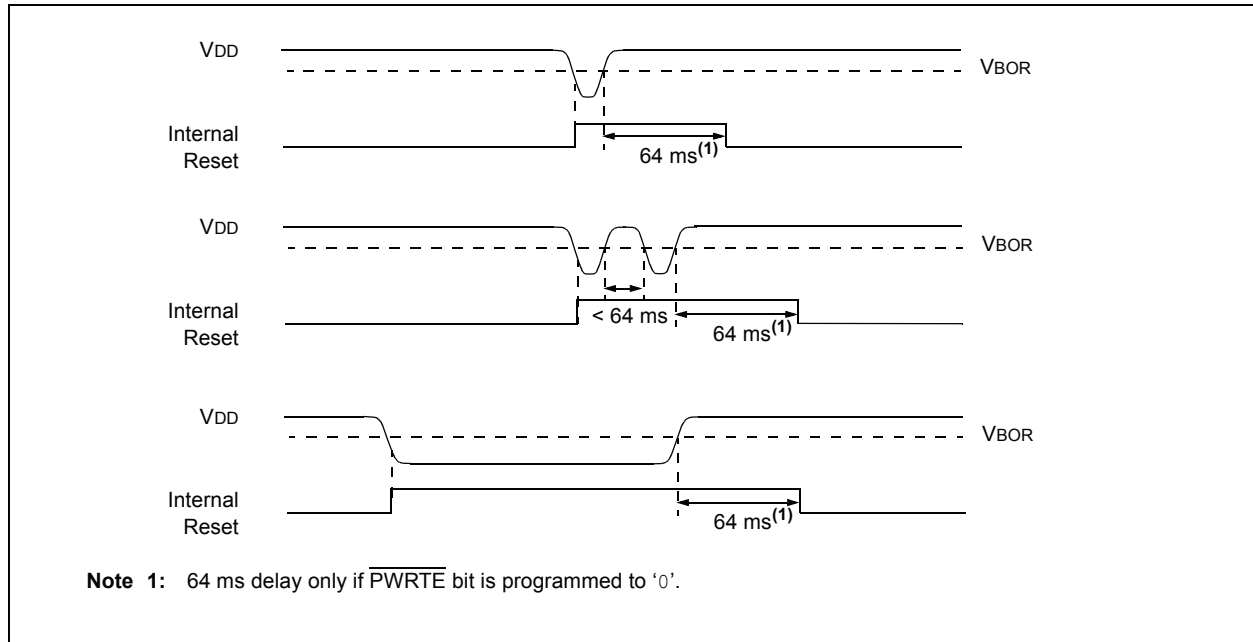 VDD
VBOR
Internal
Reset
64 ms(1)
VDD
VBOR
Internal
Reset
< 64 ms
64 ms(1)
VDD
VBOR
Internal
Reset
64 ms(1)
Note 1: 64 ms delay only if PWRTE bit is programmed to ‘0’.